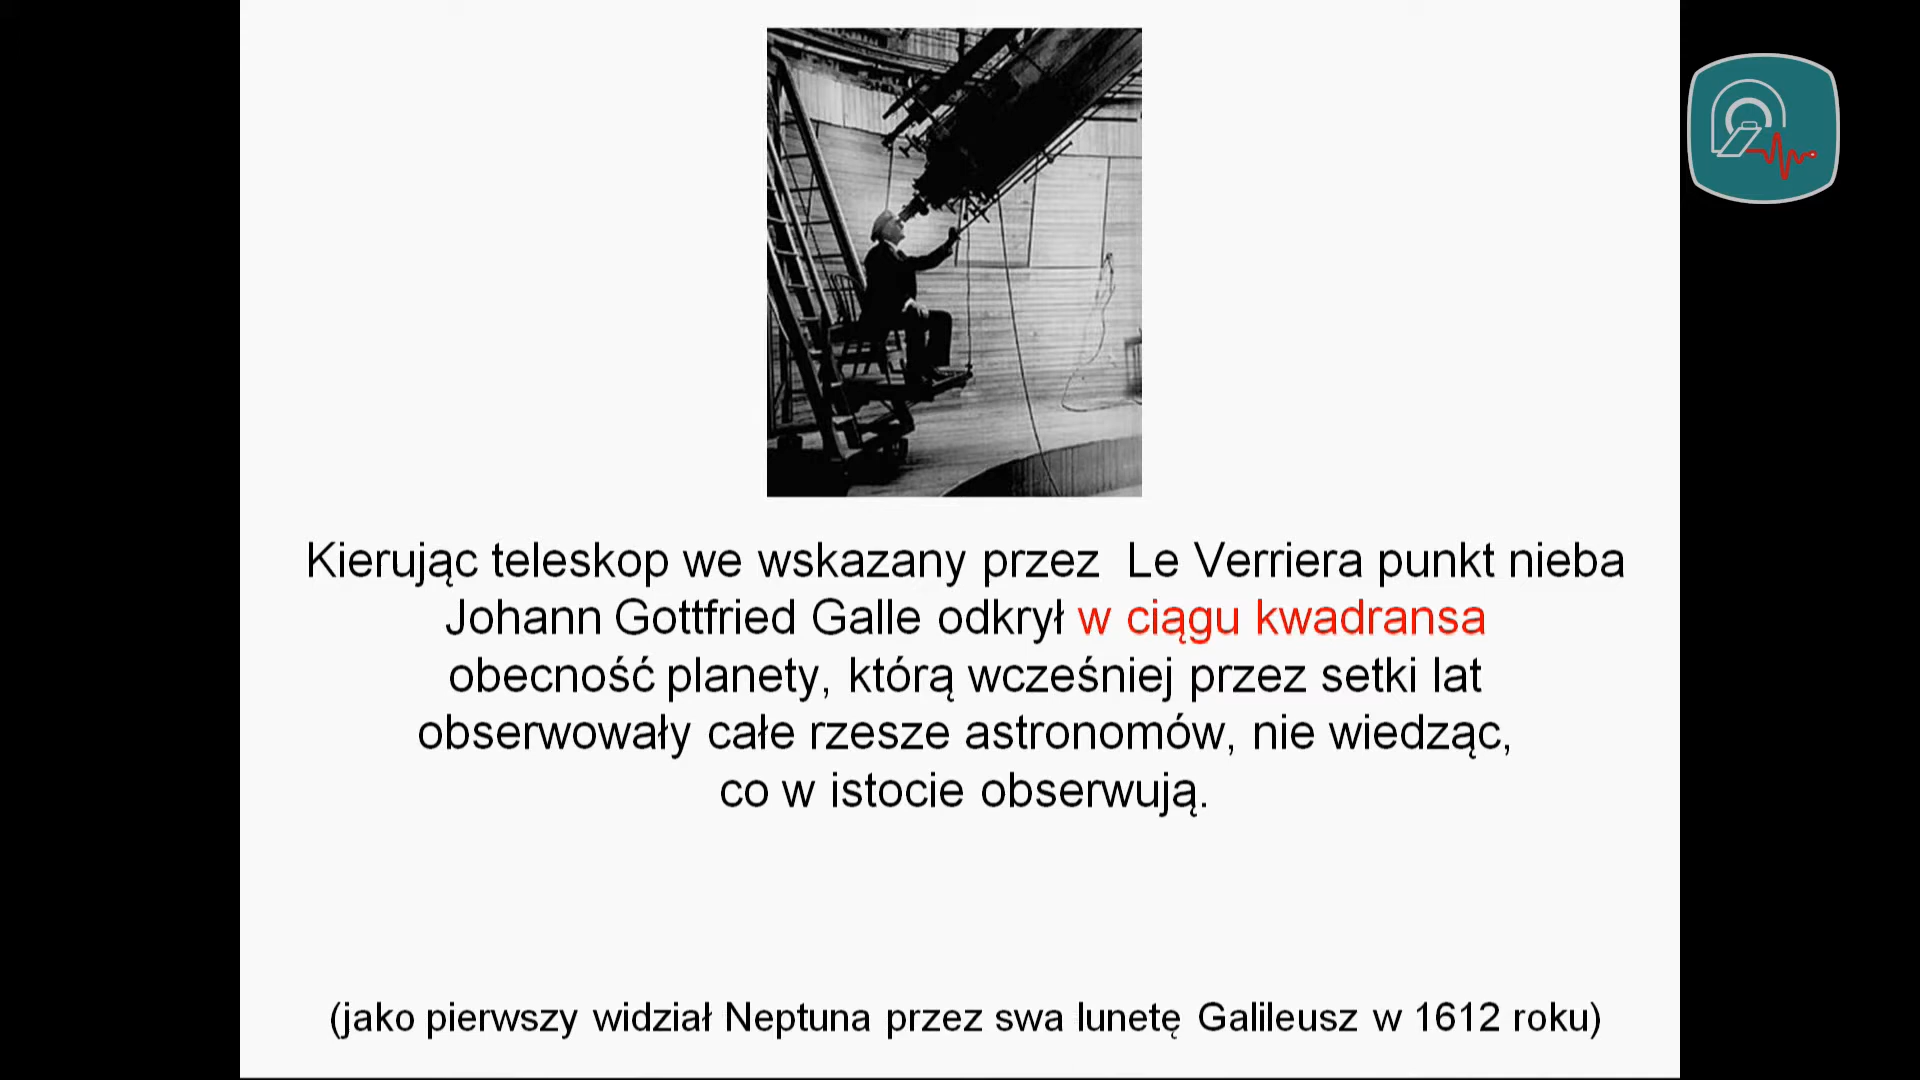 Kierując teleskop we wskazany przez Le Verriera punkt nieba
Johann Gottfried Galle odkrył w ciągu kwadransa
obecność planety, którą wcześniej przez setki lat
obserwowały całe rzesze astronomów, nie wiedząc,
co w istocie obserwują.
(jako pierwszy widział Neptuna przez swa lunetę Galileusz w 1612 roku)